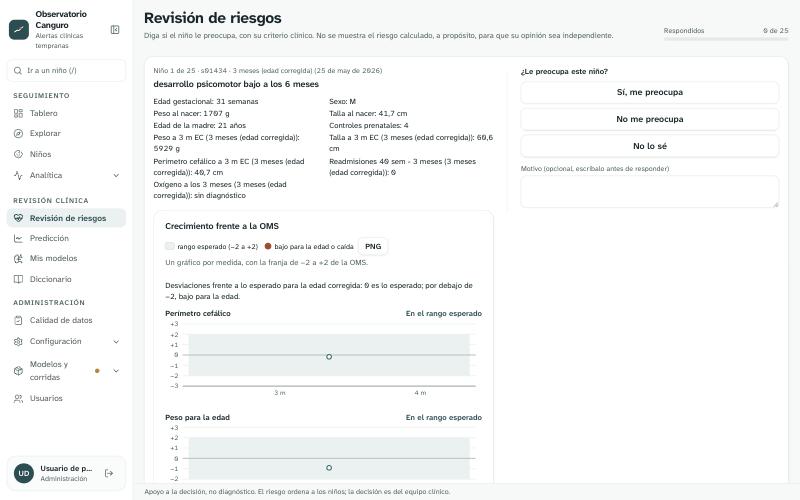 Observatorio
Canguro
Alertas clínicas
tempranas
Ir a un niño (/)
SEGUIMIENTO
Tablero
Explorar
Niños
Analítica
REVISIÓN CLÍNICA
Revisión de riesgos
Predicción
Mis modelos
Diccionario
ADMINISTRACIÓN
Calidad de datos
Configuración
Modelos y
corridas
Usuarios
UD
Usuario de p...
Administración
Revisión de riesgos
Diga si el niño le preocupa, con su criterio clínico. No se muestra el riesgo calculado, a propósito, para que su opinión sea independiente.
Respondidos
0 de 25
Niño 1 de 25 · s01434 · 3 meses (edad corregida) (25 de may de 2026)
desarrollo psicomotor bajo a los 6 meses
Edad gestacional: 31 semanas
Sexo: M
Peso al nacer: 1707 g
Talla al nacer: 41,7 cm
Edad de la madre: 21 años
Controles prenatales: 4
Peso a 3 m EC (3 meses (edad corregida)):
5929 g
Talla a 3 m EC (3 meses (edad corregida)): 60,6
cm
Perímetro cefálico a 3 m EC (3 meses (edad
corregida)): 40,7 cm
Readmisiones 40 sem - 3 meses (3 meses
(edad corregida)): 0
Oxígeno a los 3 meses (3 meses (edad
corregida)): sin diagnóstico
¿Le preocupa este niño?
Sí, me preocupa
No me preocupa
No lo sé
Motivo (opcional, escríbalo antes de responder)
Crecimiento frente a la OMS
rango esperado (−2 a +2)
bajo para la edad o caída
PNG
Un gráfico por medida, con la franja de −2 a +2 de la OMS.
Desviaciones frente a lo esperado para la edad corregida: 0 es lo esperado; por debajo de
−2, bajo para la edad.
Perímetro cefálico
En el rango esperado
+3
+2
+1
0
−1
−2
−3
3 m
4 m
Peso para la edad
En el rango esperado
+3
+2
+1
0
−1
−2
Apoyo a la decisión, no diagnóstico. El riesgo ordena a los niños; la decisión es del equipo clínico.